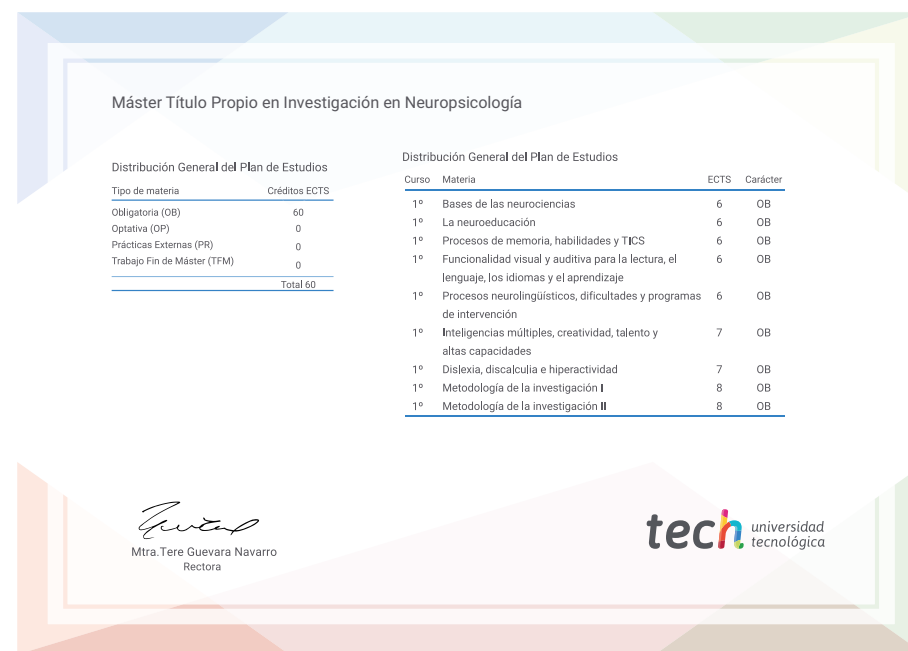 Máster Título Propio en Investigación en Neuropsicología
Distribución General del Plan de Estudios
Tipo de materia Créditos ECTS
Obligatoria (OB) 60
Optativa (OP) 0
Prácticas Externas (PR) 0
Trabajo Fin de Máster (TFM) 0
Total 60
Distribución General del Plan de Estudios
Curso Materia ECTS Carácter
1º Bases de las neurociencias 6 OB
1º La neuroeducación 6 OB
1º Procesos de memoria, habilidades y TICS 6 OB
1º Funcionalidad visual y auditiva para la lectura, el 6 OB
lenguaje, los idiomas y el aprendizaje
1º Procesos neurolingüísticos, dificultades y programas 6 OB
de intervención
1º Inteligencias múltiples, creatividad, talento y 7 OB
altas capacidades
1º Dislexia, discalculia e hiperactividad 7 OB
1º Metodología de la investigación I 8 OB
1º Metodología de la investigación II 8 OB
Mtra.Tere Guevara Navarro
Rectora
tech universidad
tecnológica